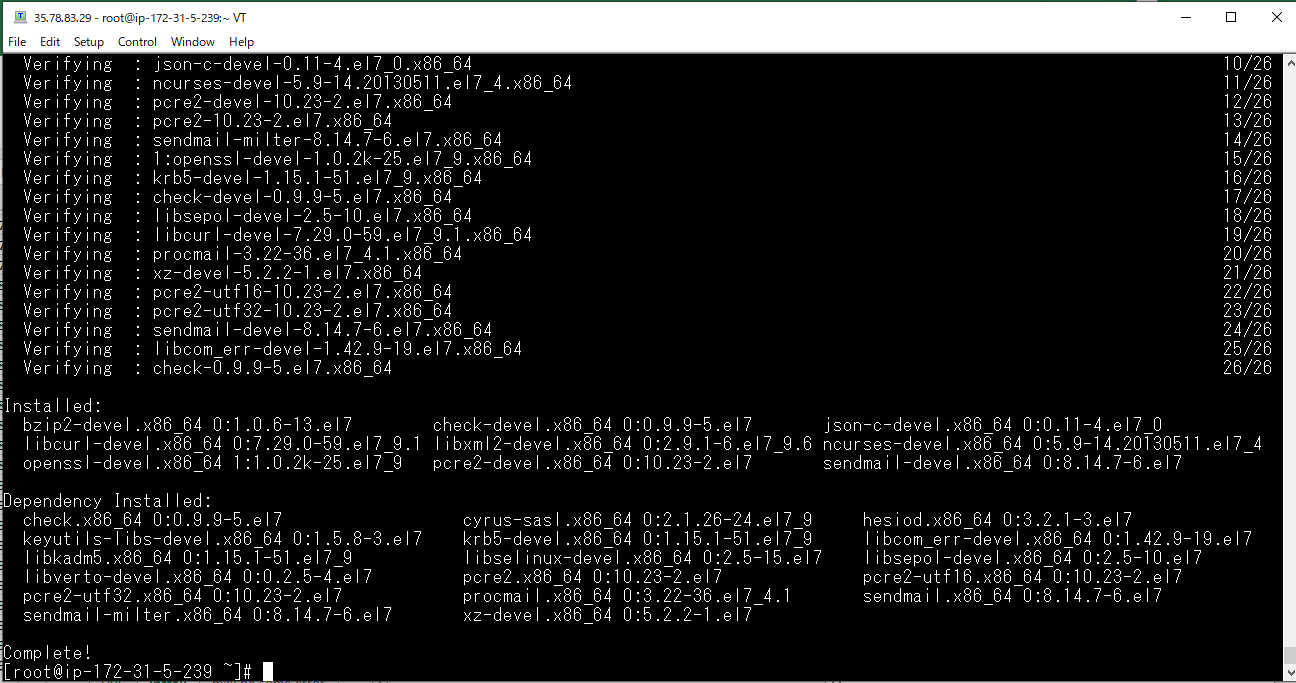 35.78.83.29 - root@ip-172-31-5-239:~ VT
File Edit Setup Control Window Help
Verifying : json-c-devel-0.11-4.el7_0.x86_64 10/26
Verifying : ncurses-devel-5.9-14.20130511.el7_4.x86_64 11/26
Verifying : pcre2-devel-10.23-2.el7.x86_64 12/26
Verifying : pcre2-10.23-2.el7.x86_64 13/26
Verifying : sendmail-milter-8.14.7-6.el7.x86_64 14/26
Verifying : 1:openssl-devel-1.0.2k-25.el7_9.x86_64 15/26
Verifying : krb5-devel-1.15.1-51.el7_9.x86_64 16/26
Verifying : check-devel-0.9.9-5.el7.x86_64 17/26
Verifying : libsepol-devel-2.5-10.el7.x86_64 18/26
Verifying : libcurl-devel-7.29.0-59.el7_9.1.x86_64 19/26
Verifying : procmail-3.22-36.el7_4.1.x86_64 20/26
Verifying : xz-devel-5.2.2-1.el7.x86_64 21/26
Verifying : pcre2-utf16-10.23-2.el7.x86_64 22/26
Verifying : pcre2-utf32-10.23-2.el7.x86_64 23/26
Verifying : sendmail-devel-8.14.7-6.el7.x86_64 24/26
Verifying : libcom_err-devel-1.42.9-19.el7.x86_64 25/26
Verifying : check-0.9.9-5.el7.x86_64 26/26
Installed:
bzip2-devel.x86_64 0:1.0.6-13.el7 check-devel.x86_64 0:0.9.9-5.el7 json-c-devel.x86_64 0:0.11-4.el7_0
libcurl-devel.x86_64 0:7.29.0-59.el7_9.1 libxml2-devel.x86_64 0:2.9.1-6.el7_9.6 ncurses-devel.x86_64 0:5.9-14.20130511.el7_4
openssl-devel.x86_64 1:1.0.2k-25.el7_9 pcre2-devel.x86_64 0:10.23-2.el7 sendmail-devel.x86_64 0:8.14.7-6.el7
Dependency Installed:
check.x86_64 0:0.9.9-5.el7 cyrus-sasl.x86_64 0:2.1.26-24.el7_9 hesiod.x86_64 0:3.2.1-3.el7
keyutils-libs-devel.x86_64 0:1.5.8-3.el7 krb5-devel.x86_64 0:1.15.1-51.el7_9 libcom_err-devel.x86_64 0:1.42.9-19.el7
libkadm5.x86_64 0:1.15.1-51.el7_9 libselinux-devel.x86_64 0:2.5-15.el7 libsepol-devel.x86_64 0:2.5-10.el7
libverto-devel.x86_64 0:0.2.5-4.el7 pcre2.x86_64 0:10.23-2.el7 pcre2-utf16.x86_64 0:10.23-2.el7
pcre2-utf32.x86_64 0:10.23-2.el7 procmail.x86_64 0:3.22-36.el7_4.1 sendmail.x86_64 0:8.14.7-6.el7
sendmail-milter.x86_64 0:8.14.7-6.el7 xz-devel.x86_64 0:5.2.2-1.el7
Complete!
[root@ip-172-31-5-239 ~]#